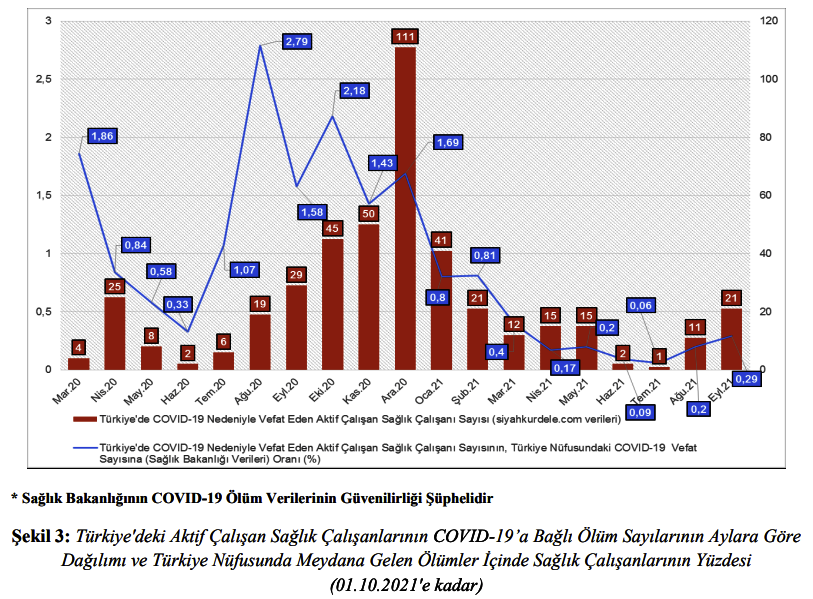 3
2,5
2
1,5
1
0,5
0
120
100
80
60
40
20
0
1,86
0,84
0,58
0,33
1,07
2,79
1,58
2,18
1,43
1,69
0,8
0,81
0,4
0,17
0,2
0,09
0,06
0,2
0,29
4
25
8
2
6
19
29
45
50
111
41
21
12
15
15
2
1
11
21
Mar.20
Nis.20
May.20
Haz.20
Tem.20
Ağu.20
Eyl.20
Eki.20
Kas.20
Ara.20
Oca.21
Şub.21
Mar.21
Nis.21
May.21
Haz.21
Tem.21
Ağu.21
Eyl.21
Türkiye'de COVID-19 Nedeniyle Vefat Eden Aktif Çalışan Sağlık Çalışanı Sayısı (siyahkurdele.com verileri)
Türkiye'de COVID-19 Nedeniyle Vefat Eden Aktif Çalışan Sağlık Çalışanı Sayısının, Türkiye Nüfusundaki COVID-19 Vefat
Sayısına (Sağlık Bakanlığı Verileri) Oranı (%)
* Sağlık Bakanlığının COVID-19 Ölüm Verilerinin Güvenilirliği Şüphelidir
Şekil 3: Türkiye'deki Aktif Çalışan Sağlık Çalışanlarının COVID-19’a Bağlı Ölüm Sayılarının Aylara Göre
Dağılımı ve Türkiye Nüfusunda Meydana Gelen Ölümler İçinde Sağlık Çalışanlarının Yüzdesi
(01.10.2021'e kadar)